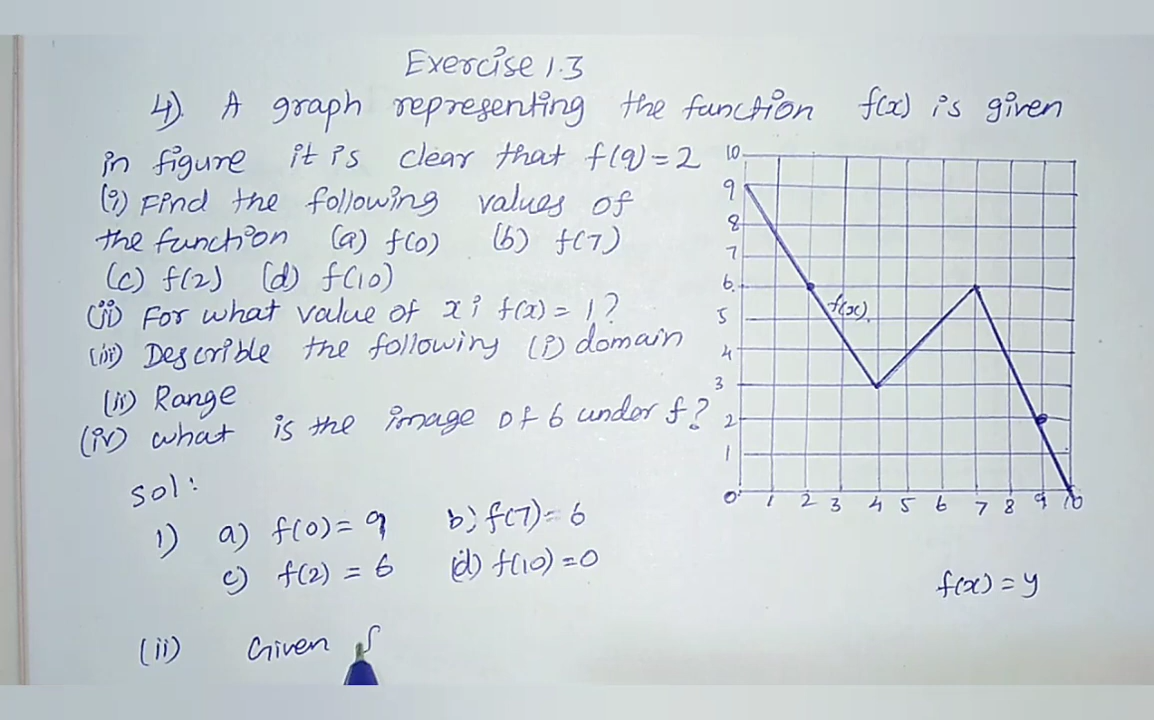 Exercise 1.3
4). A graph representing the function f(x) is given
in figure it is clear that f(9) = 2
(i) Find the following values of
the function (a) f(0) (b) f(7)
(c) f(2) (d) f(10)
(ii) For what value of x ; f(x) = 1?
(iii) Describle the following (i) domain
(ii) Range
(iv) what is the image of 6 under f?
sol:
1) a) f(0) = 9 b) f(7) = 6
c) f(2) = 6 (d) f(10) = 0
(ii) Given f
10
9
8
7
6
5
4
3
2
1
0 1 2 3 4 5 6 7 8 9 10
f(x).
f(x) = y